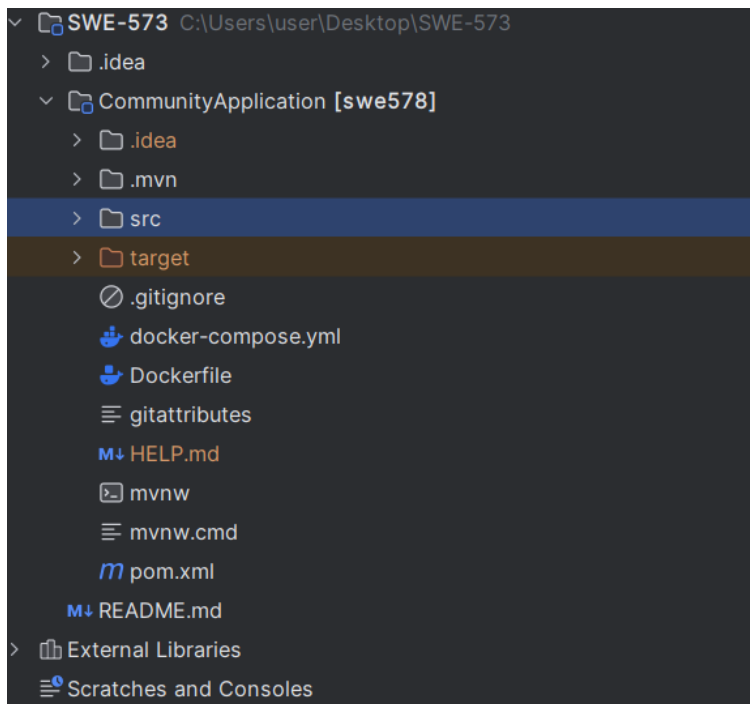 SWE-573 C:\Users\user\Desktop\SWE-573
.idea
CommunityApplication [swe578]
.idea
.mvn
src
target
.gitignore
docker-compose.yml
Dockerfile
gitattributes
M↓ HELP.md
mvnw
mvnw.cmd
m pom.xml
M↓ README.md
External Libraries
Scratches and Consoles